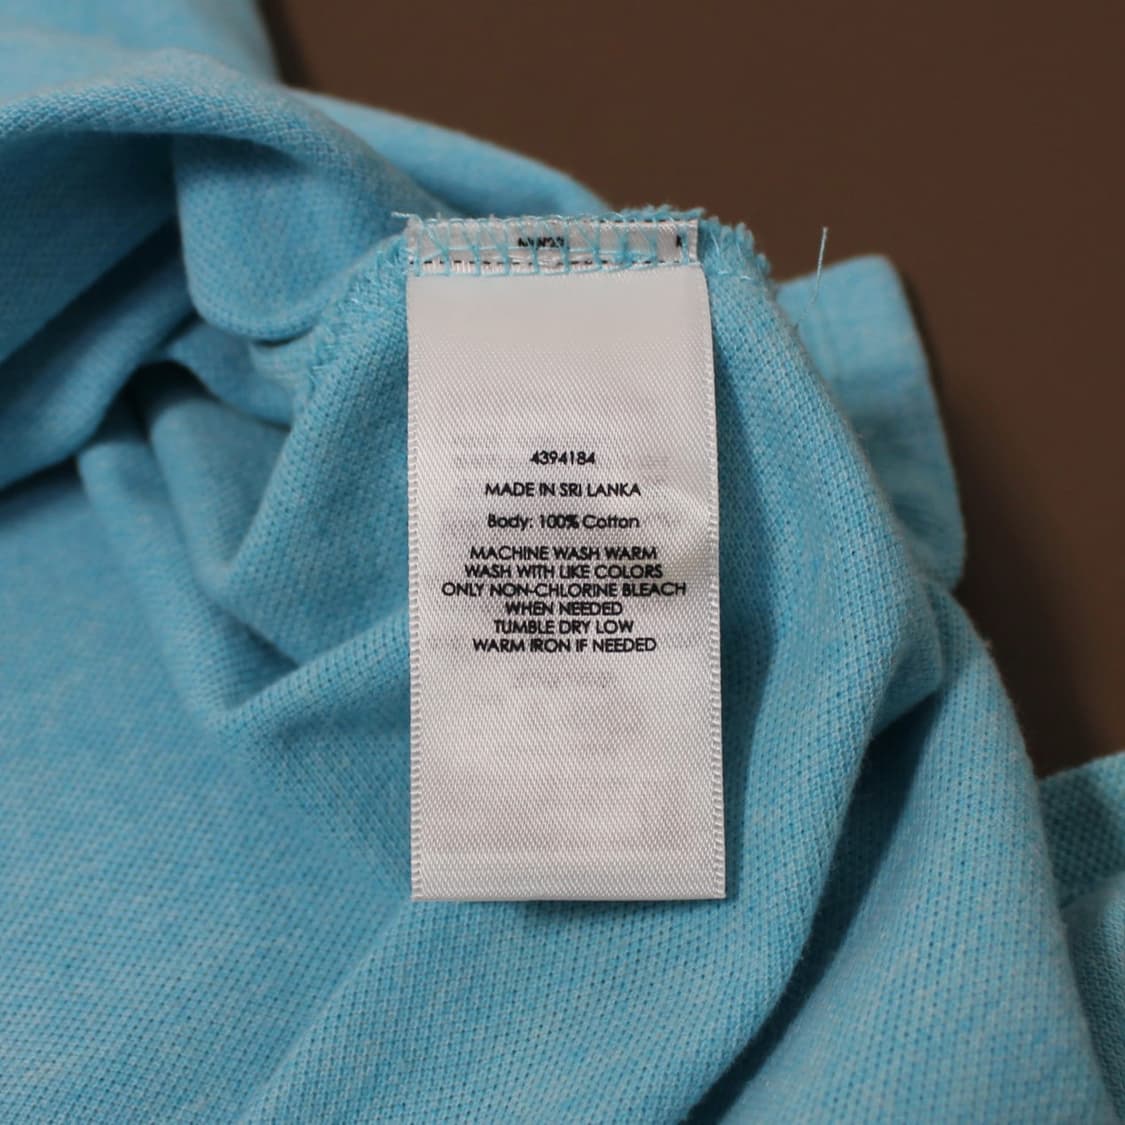 4394184
MADE IN SRI LANKA
Body: 100% Cotton
MACHINE WASH WARM
WASH WITH LIKE COLORS
ONLY NON-CHLORINE BLEACH
WHEN NEEDED
TUMBLE DRY LOW
WARM IRON IF NEEDED